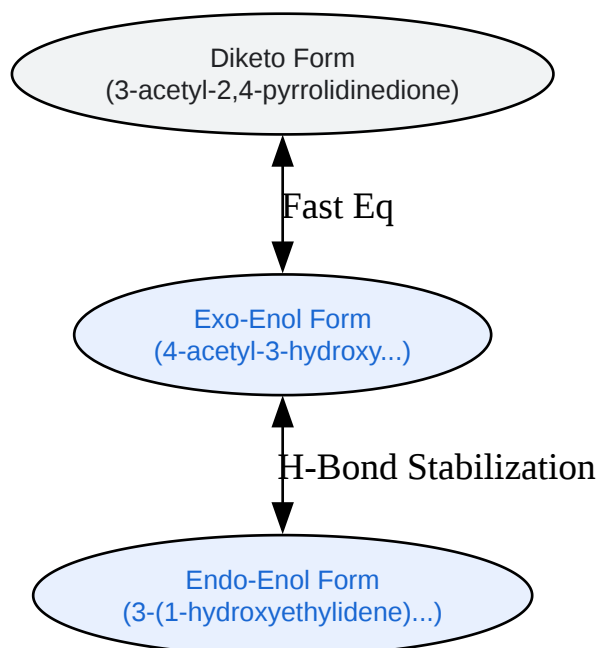 Diketo Form
(3-acetyl-2,4-pyrrolidinedione)
Fast Eq
Exo-Enol Form
(4-acetyl-3-hydroxy...)
H-Bond Stabilization
Endo-Enol Form
(3-(1-hydroxyethylidene)...)